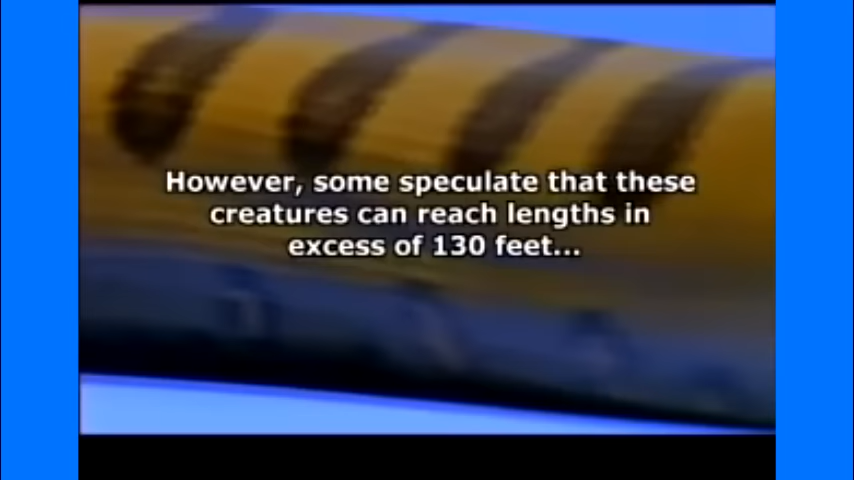 However, some speculate that these
creatures can reach lengths in
excess of 130 feet...